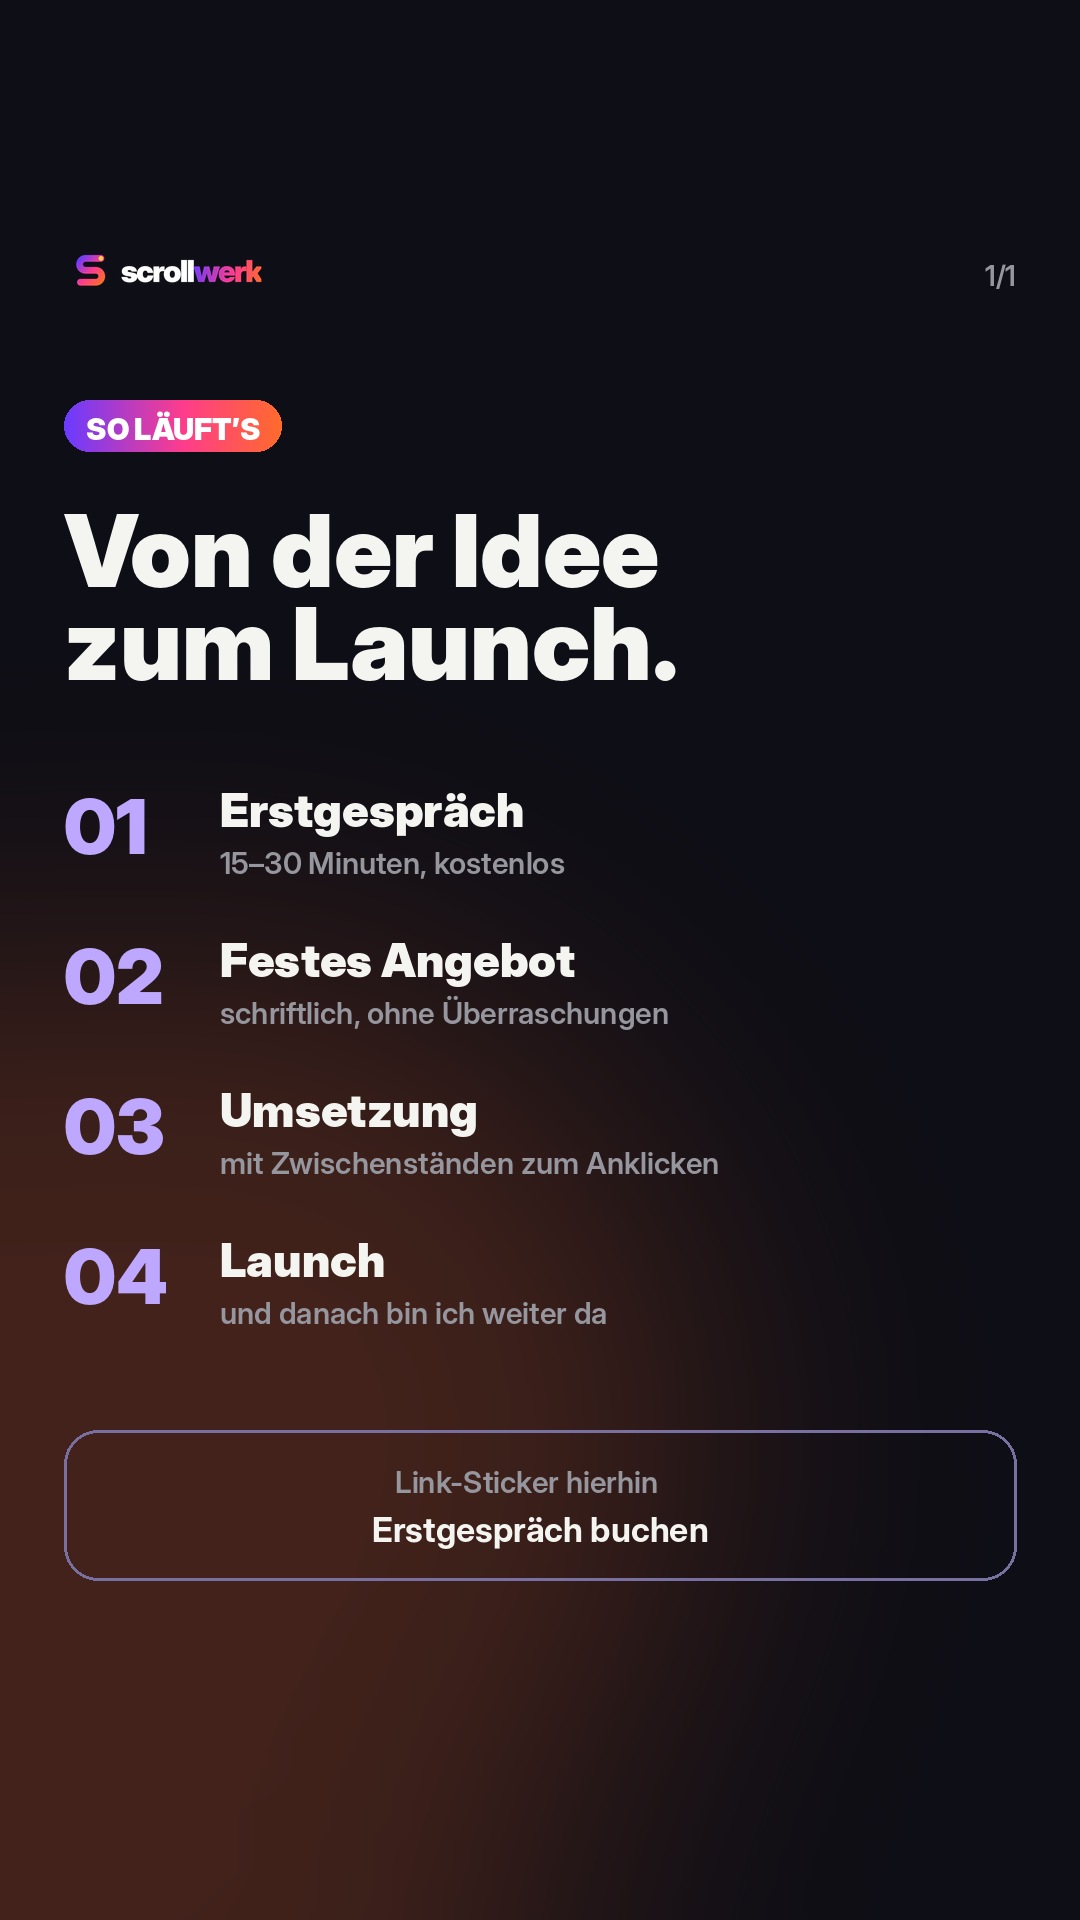 scrollwerk
1/1
SO LÄUFT’S
Von der Idee
zum Launch.
01
Erstgespräch
15–30 Minuten, kostenlos
02
Festes Angebot
schriftlich, ohne Überraschungen
03
Umsetzung
mit Zwischenständen zum Anklicken
04
Launch
und danach bin ich weiter da
Link-Sticker hierhin
Erstgespräch buchen